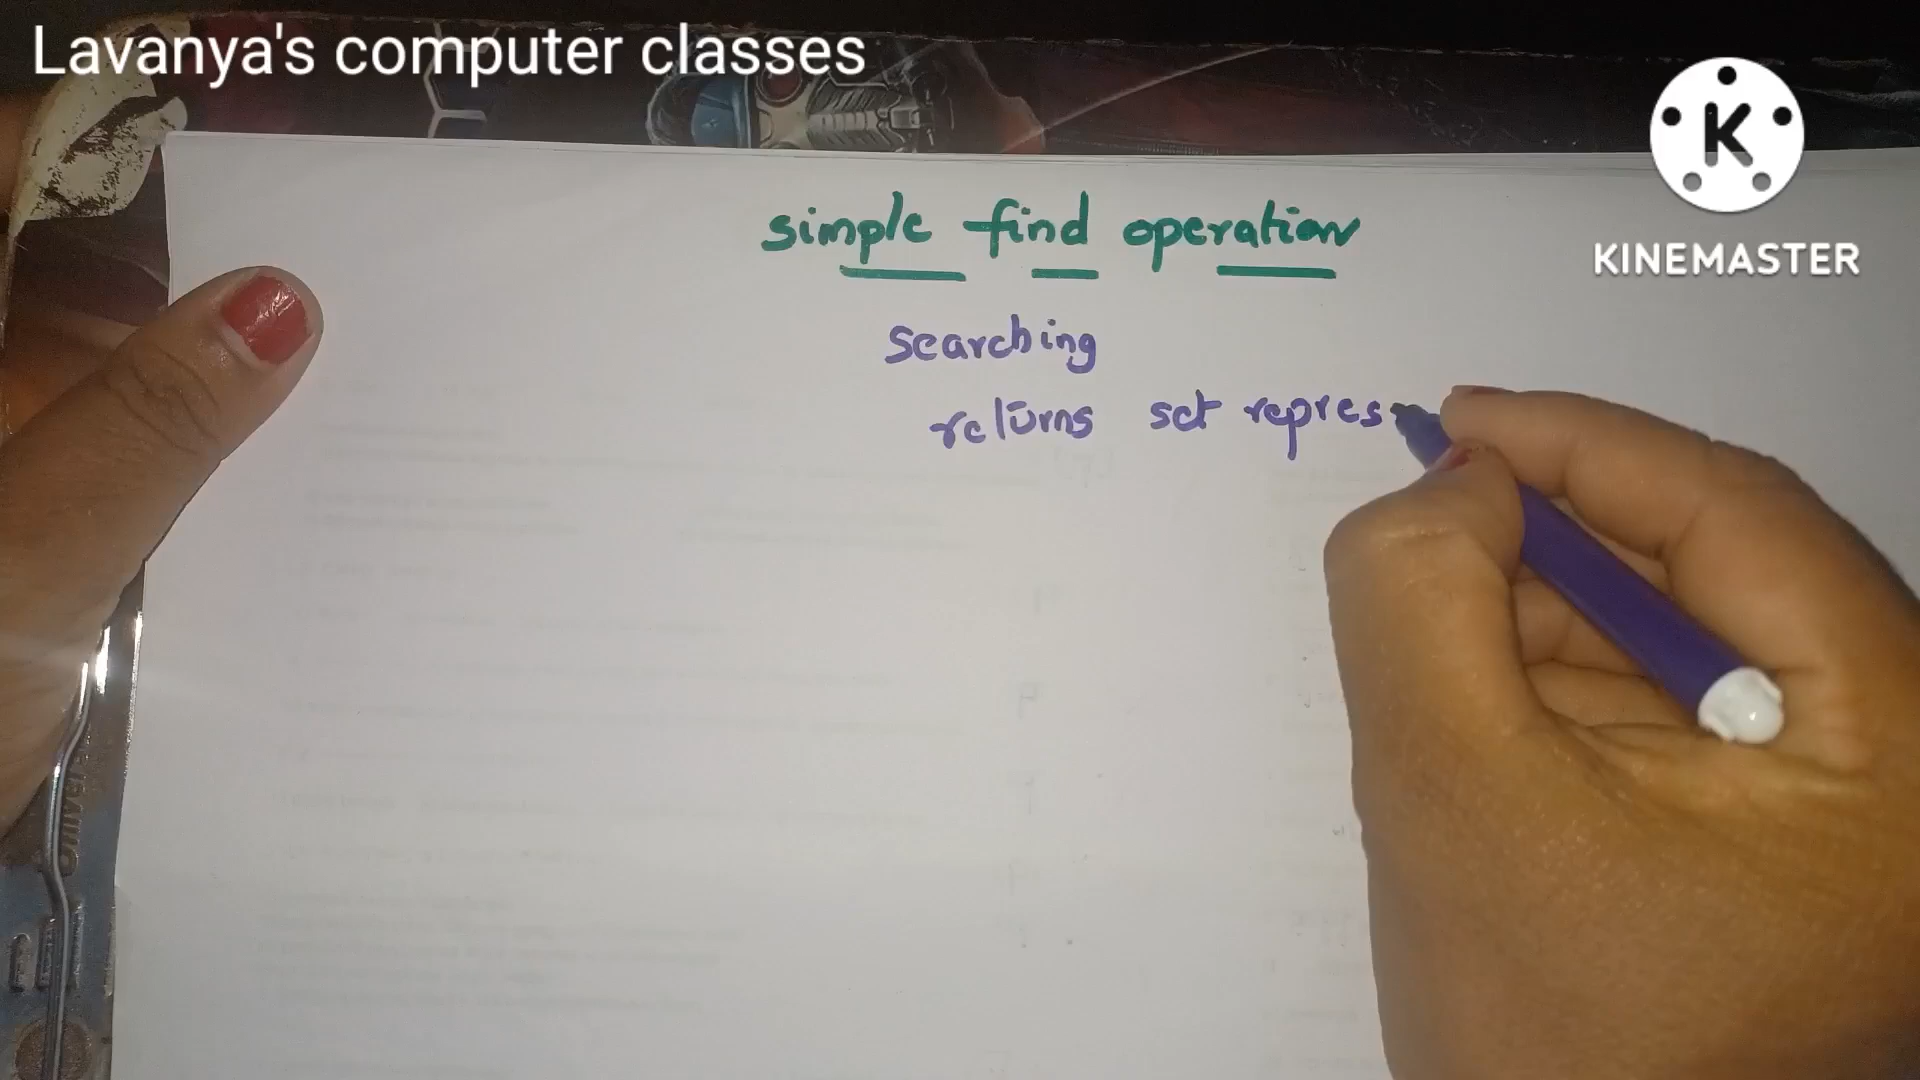 Lavanya's computer classes
KINEMASTER
simple find operation
searching
returns set repres